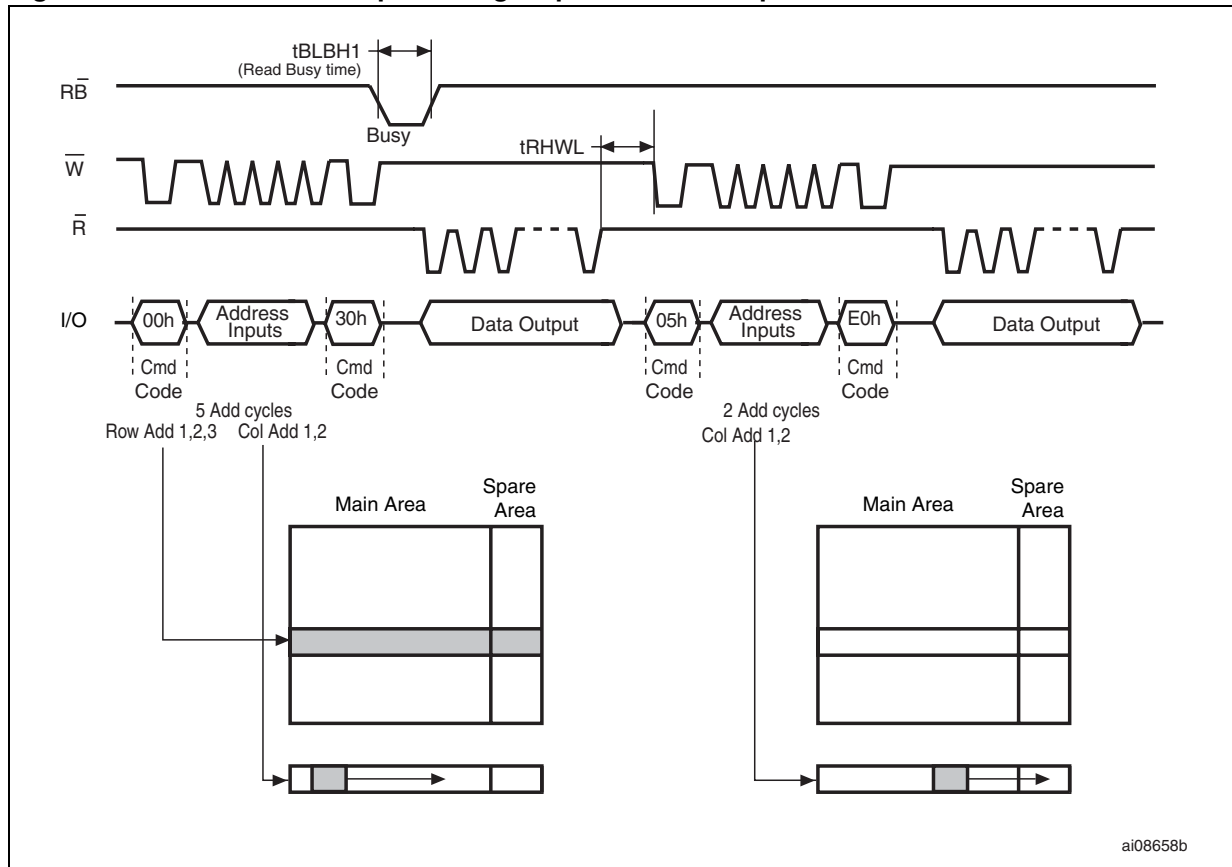 tBLBH1
(Read Busy time)
RB̅
Busy
tRHWL
W̅
R̅
I/O
00h
Address
Inputs
30h
Data Output
05h
Address
Inputs
E0h
Data Output
Cmd
Code
Cmd
Code
Cmd
Code
Cmd
Code
5 Add cycles
Row Add 1,2,3
Col Add 1,2
2 Add cycles
Col Add 1,2
Main Area
Spare
Area
Main Area
Spare
Area
ai08658b